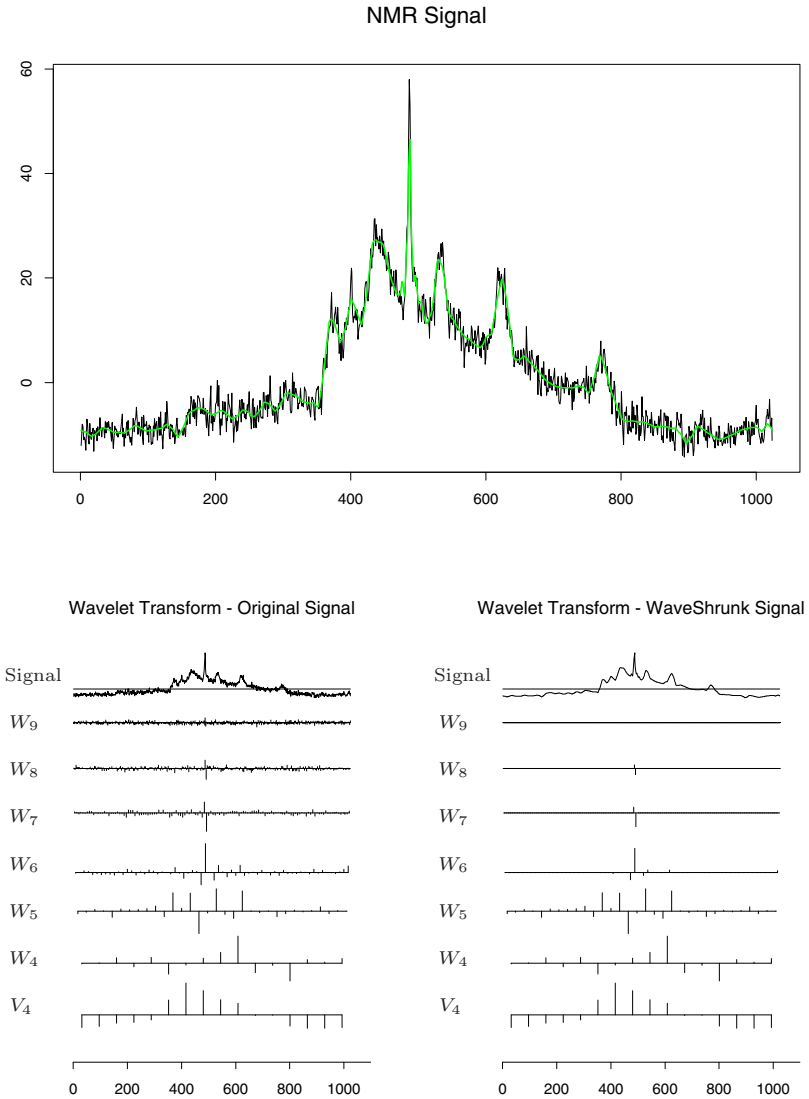 NMR Signal
60
40
20
0
0 200 400 600 800 1000
Wavelet Transform - Original Signal
Signal
W9
W8
W7
W6
W5
W4
V4
0 200 400 600 800 1000
Wavelet Transform - WaveShrunk Signal
Signal
W9
W8
W7
W6
W5
W4
V4
0 200 400 600 800 1000